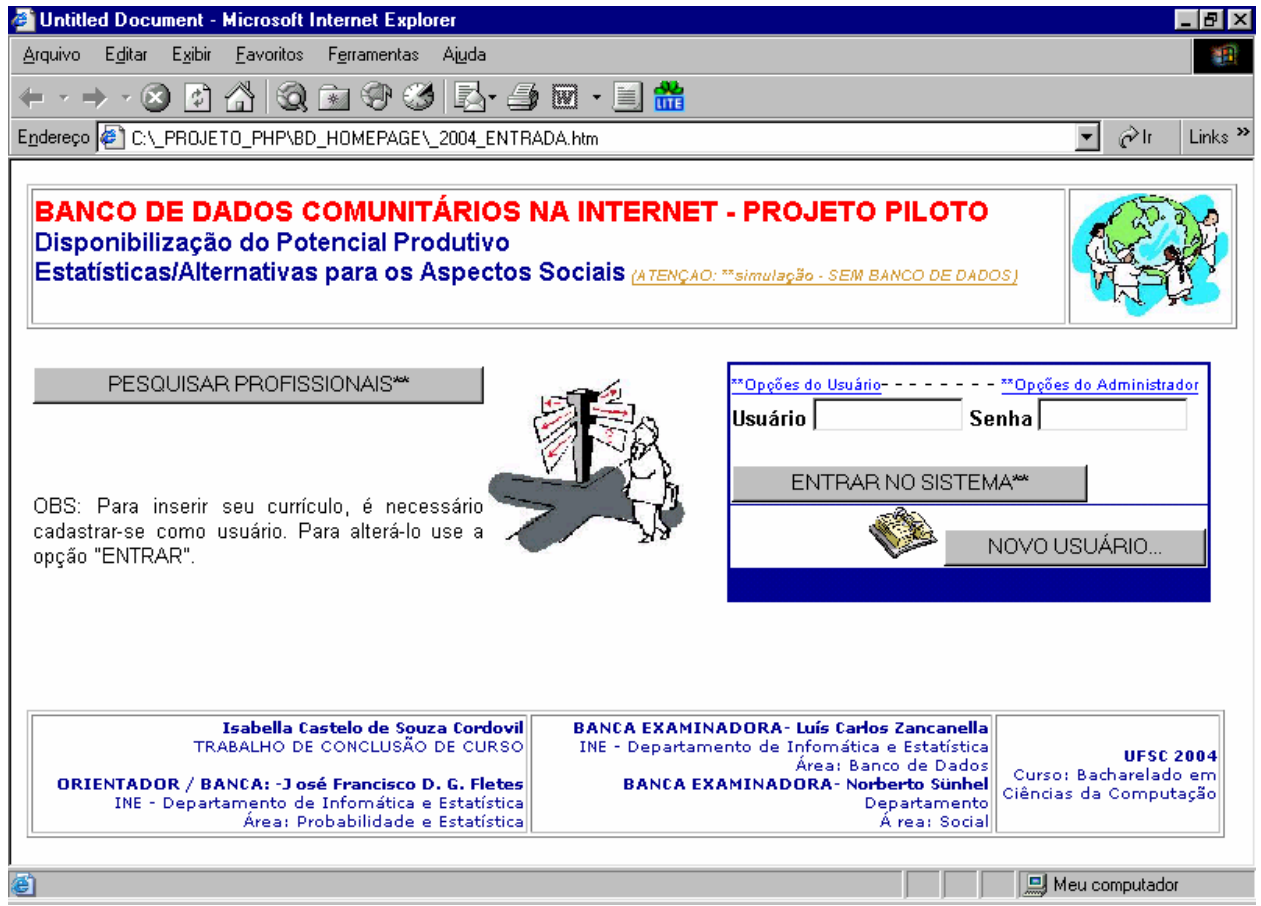 Untitled Document - Microsoft Internet Explorer
Arquivo Editar Exibir Favoritos Ferramentas Ajuda
LITE
Endereço C:\_PROJETO_PHP\BD_HOMEPAGE\_2004_ENTRADA.htm Ir Links »
BANCO DE DADOS COMUNITÁRIOS NA INTERNET - PROJETO PILOTO
Disponibilização do Potencial Produtivo
Estatísticas/Alternativas para os Aspectos Sociais (ATENÇAO: **simulação - SEM BANCO DE DADOS)
PESQUISAR PROFISSIONAIS**
OBS: Para inserir seu currículo, é necessário
cadastrar-se como usuário. Para alterá-lo use a
opção "ENTRAR".
**Opções do Usuário- - - - - - - - - **Opções do Administrador
Usuário Senha
ENTRAR NO SISTEMA**
NOVO USUÁRIO...
Isabella Castelo de Souza Cordovil
TRABALHO DE CONCLUSÃO DE CURSO
ORIENTADOR / BANCA: -J osé Francisco D. G. Fletes
INE - Departamento de Infomática e Estatística
Área: Probabilidade e Estatística
BANCA EXAMINADORA- Luís Carlos Zancanella
INE - Departamento de Infomática e Estatística
Área: Banco de Dados
BANCA EXAMINADORA- Norberto Sünhel
Departamento
Á rea: Social
UFSC 2004
Curso: Bacharelado em
Ciências da Computação
Meu computador